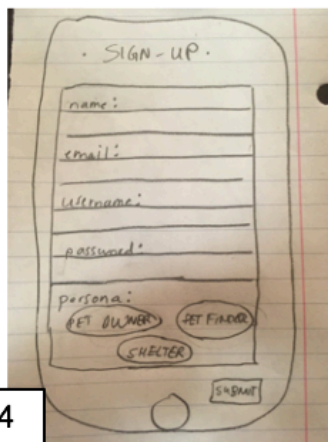 · SIGN-UP ·
name:
email:
username:
password:
persona:
PET OWNER PET FINDER
SHELTER
SUBMIT
4